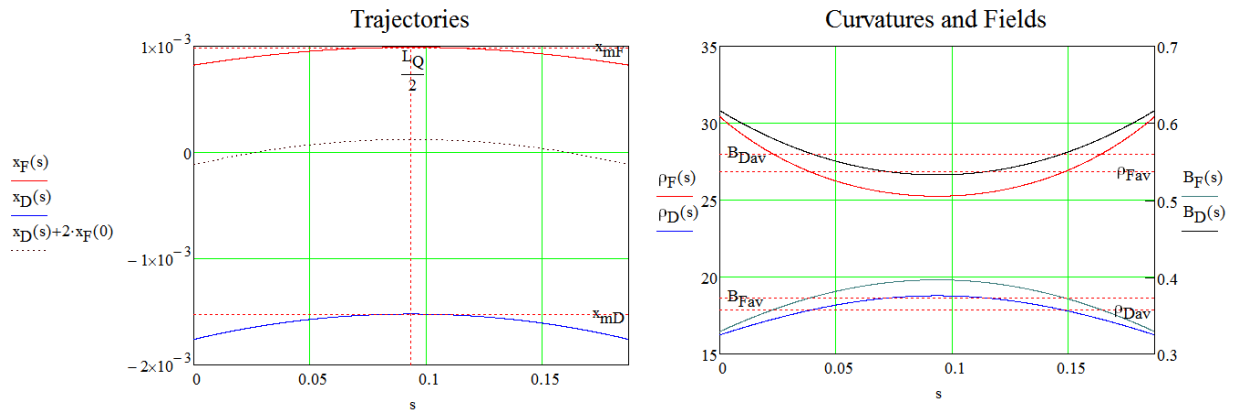 Trajectories
1×10⁻³
0
−1×10⁻³
−2×10⁻³
x_F(s)
x_D(s)
x_D(s)+2·x_F(0)
x_mF
L_Q
2
x_mD
0
0.05
0.1
0.15
s
Curvatures and Fields
35
30
25
20
15
ρ_F(s)
ρ_D(s)
B_Dav
ρ_Fav
B_Fav
ρ_Dav
0.7
0.6
0.5
0.4
0.3
B_F(s)
B_D(s)
0
0.05
0.1
0.15
s